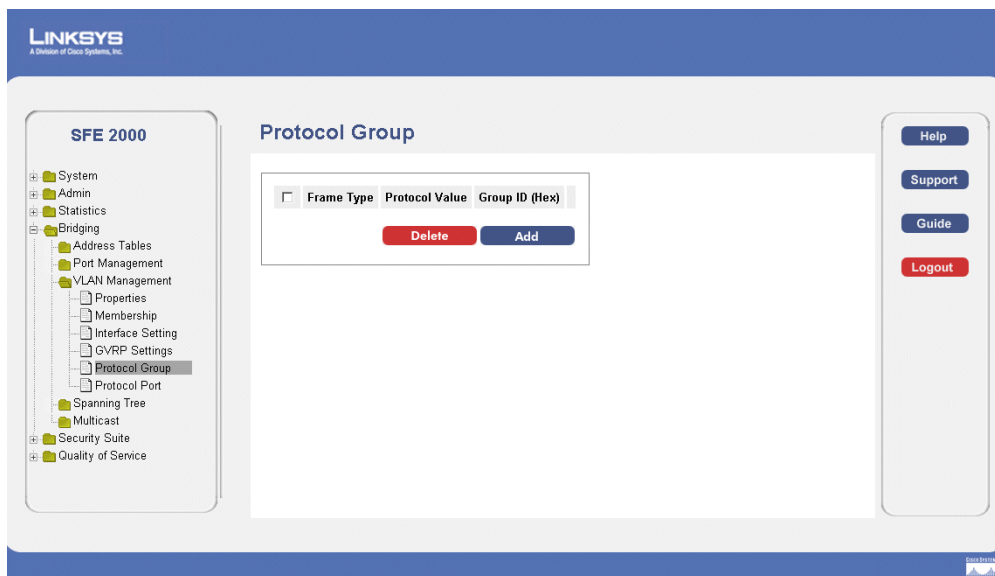 LINKSYS
A Division of Cisco Systems, Inc.
SFE 2000
System
Admin
Statistics
Bridging
Address Tables
Port Management
VLAN Management
Properties
Membership
Interface Setting
GVRP Settings
Protocol Group
Protocol Port
Spanning Tree
Multicast
Security Suite
Quality of Service
Protocol Group
Frame Type Protocol Value Group ID (Hex)
Delete Add
Help
Support
Guide
Logout